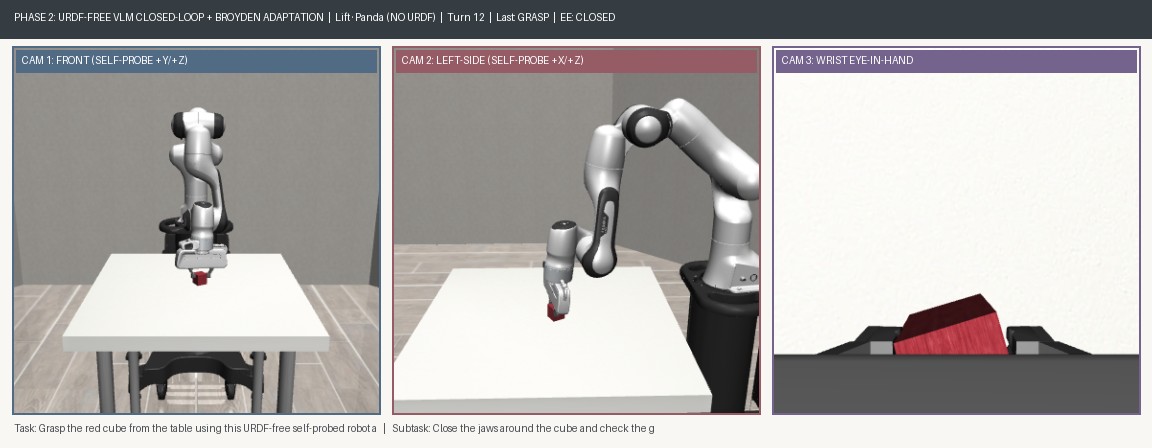 PHASE 2: URDF-FREE VLM CLOSED-LOOP + BROYDEN ADAPTATION | Lift·Panda (NO URDF) | Turn 12 | Last GRASP | EE: CLOSED
CAM 1: FRONT (SELF-PROBE +Y/+Z)
CAM 2: LEFT-SIDE (SELF-PROBE +X/+Z)
CAM 3: WRIST EYE-IN-HAND
Task: Grasp the red cube from the table using this URDF-free self-probed robot a | Subtask: Close the jaws around the cube and check the g